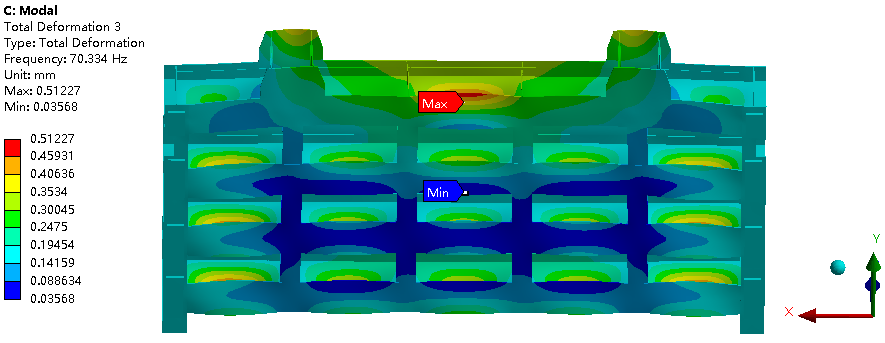 C: Modal
Total Deformation 3
Type: Total Deformation
Frequency: 70.334 Hz
Unit: mm
Max: 0.51227
Min: 0.03568
0.51227
0.45931
0.40636
0.3534
0.30045
0.2475
0.19454
0.14159
0.088634
0.03568
Max
Min
Y
X